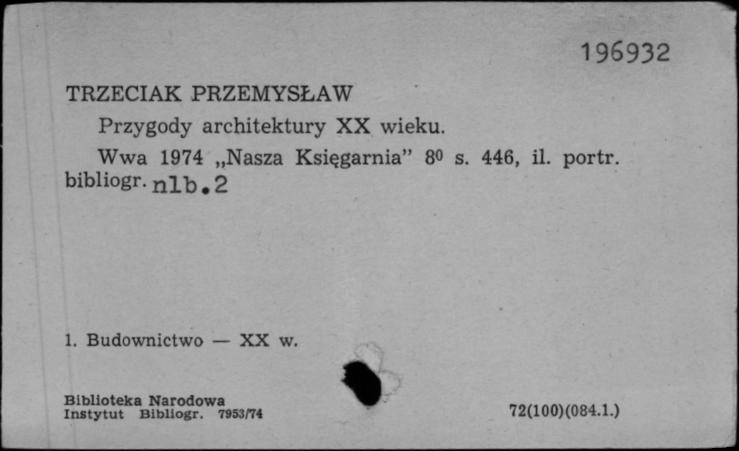 196932
TRZECIAK PRZEMYSŁAW
Przygody architektury XX wieku.
Wwa 1974 „Nasza Księgarnia” 8⁰ s. 446, il. portr.
bibliogr. nlb.2
1. Budownictwo — XX w.
Biblioteka Narodowa
Instytut Bibliogr. 7953/74
72(100)(084.1.)